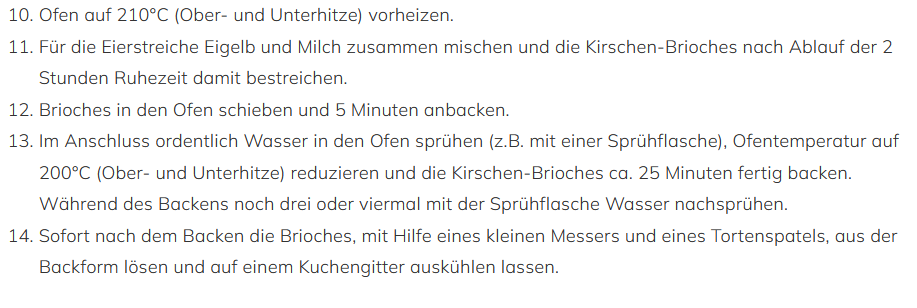 10. Ofen auf 210°C (Ober- und Unterhitze) vorheizen.
11. Für die Eierstreiche Eigelb und Milch zusammen mischen und die Kirschen-Brioches nach Ablauf der 2
Stunden Ruhezeit damit bestreichen.
12. Brioches in den Ofen schieben und 5 Minuten anbacken.
13. Im Anschluss ordentlich Wasser in den Ofen sprühen (z.B. mit einer Sprühflasche), Ofentemperatur auf
200°C (Ober- und Unterhitze) reduzieren und die Kirschen-Brioches ca. 25 Minuten fertig backen.
Während des Backens noch drei oder viermal mit der Sprühflasche Wasser nachsprühen.
14. Sofort nach dem Backen die Brioches, mit Hilfe eines kleinen Messers und eines Tortenspatels, aus der
Backform lösen und auf einem Kuchengitter auskühlen lassen.